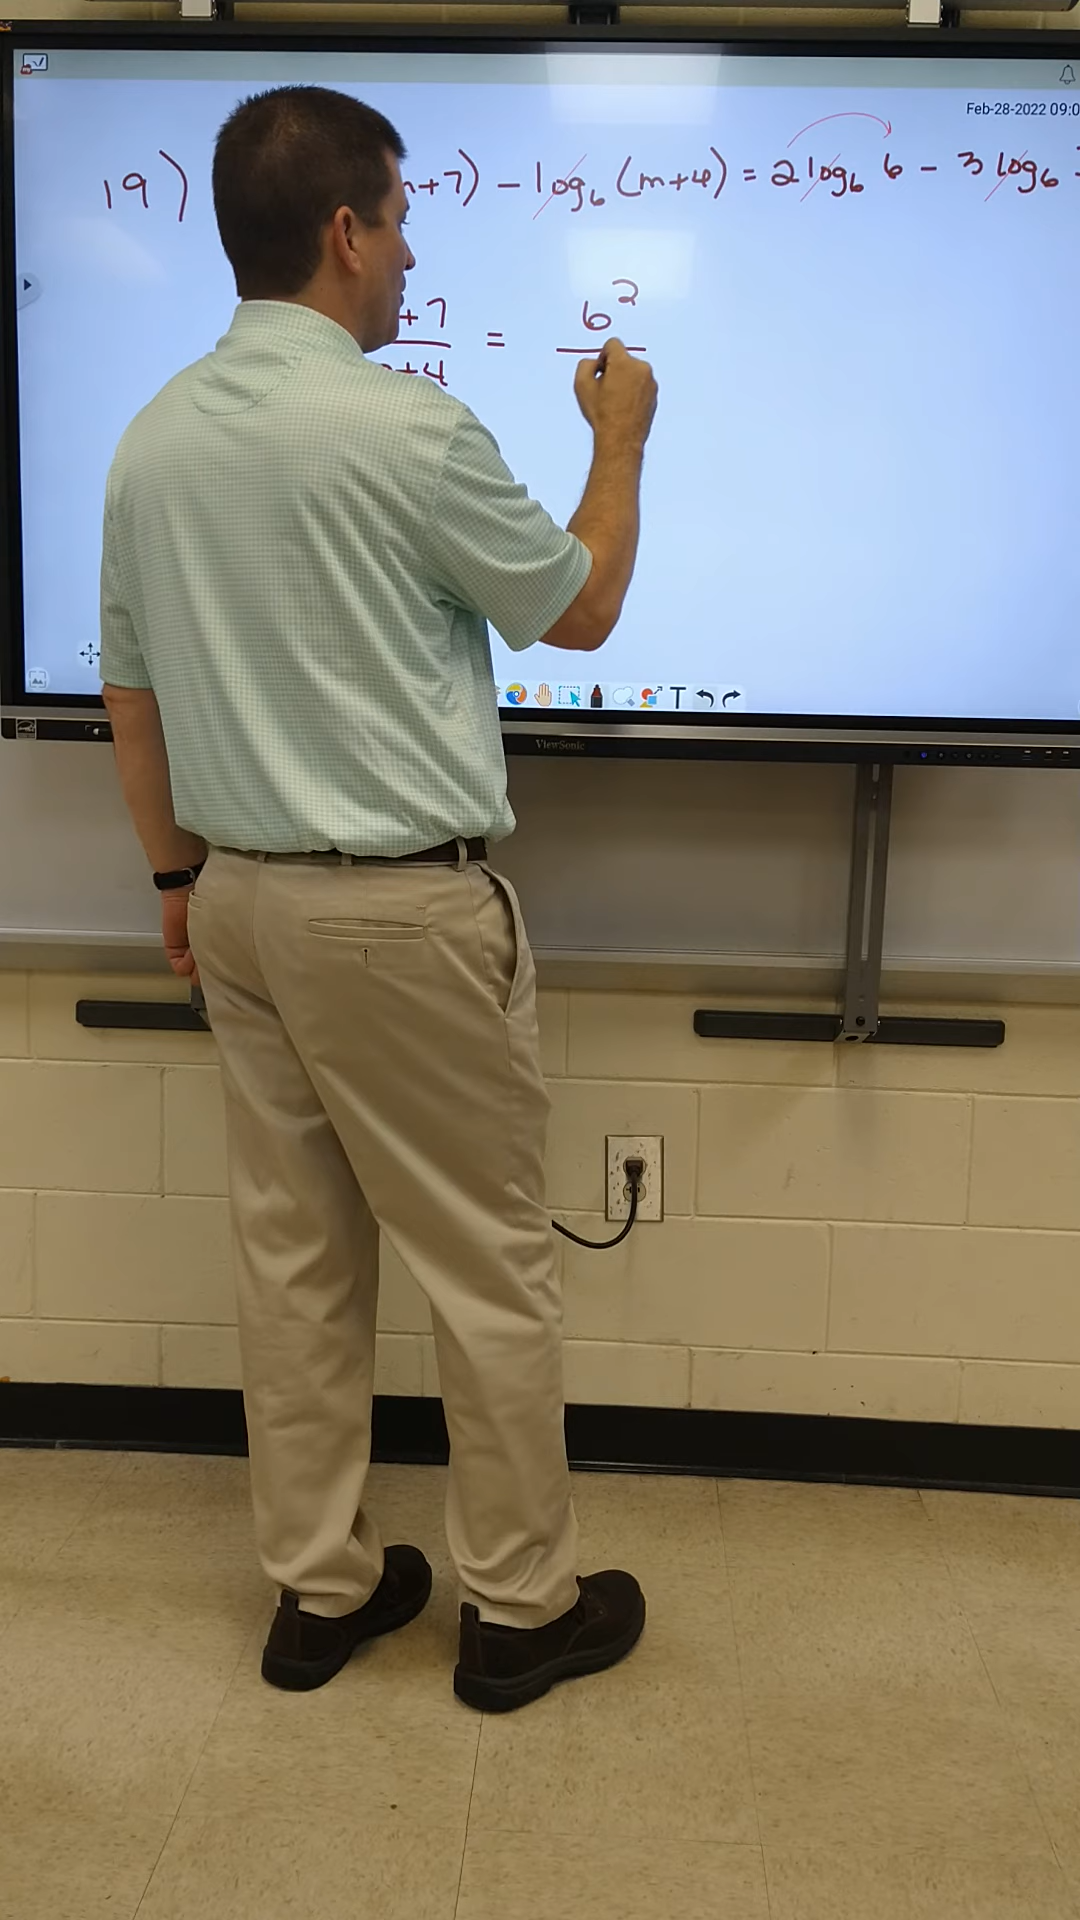 Feb-28-2022 09:0
19) n+7) - log₆ (m+4) = 2 log₆ 6 - 3 log₆
+7 = 6²
+4
T
ViewSonic